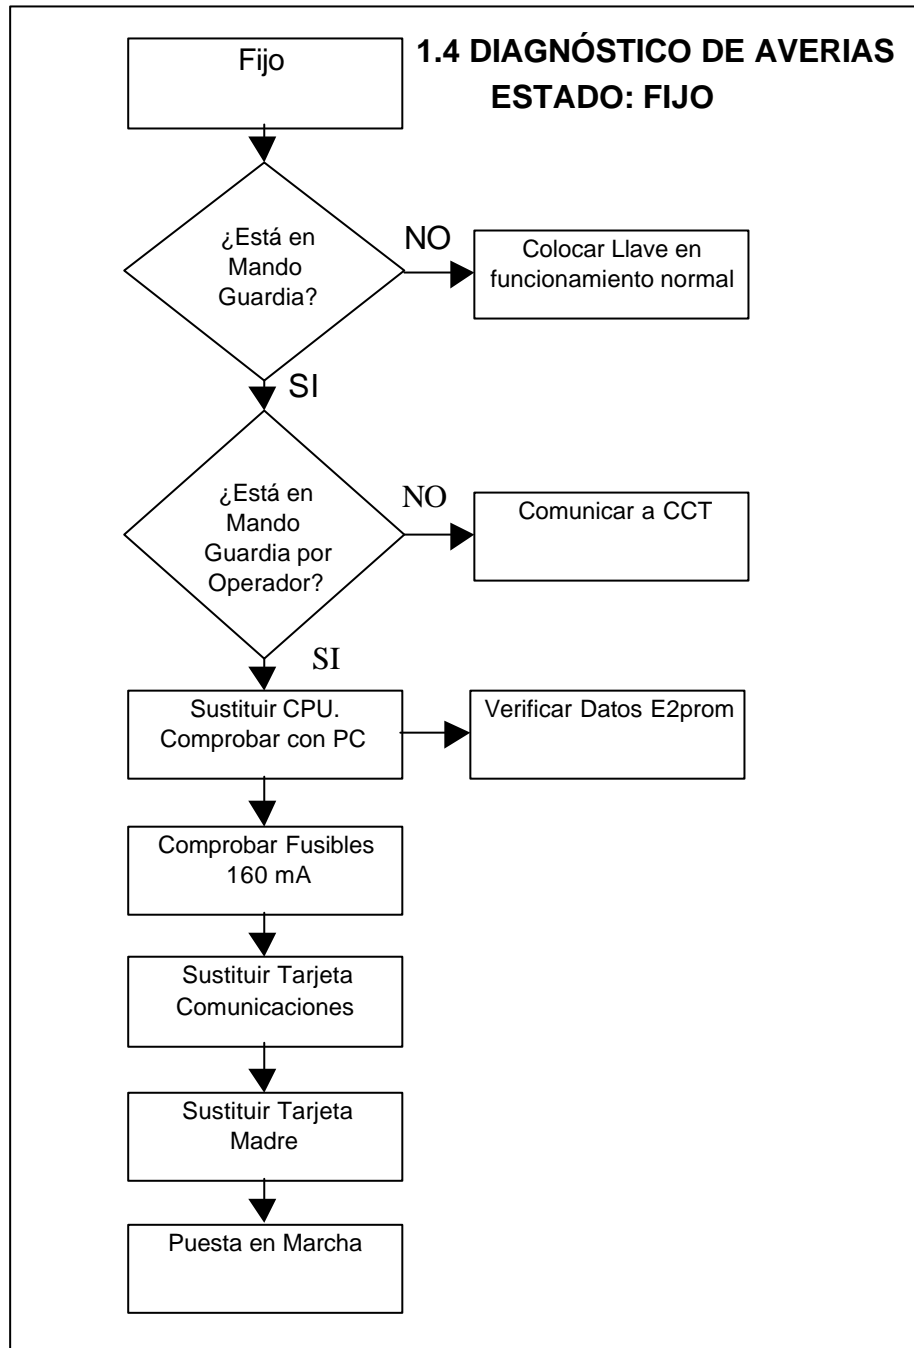 1.4 DIAGNÓSTICO DE AVERIAS
ESTADO: FIJO
Fijo
¿Está en
Mando
Guardia?
NO
Colocar Llave en
funcionamiento normal
SI
¿Está en
Mando
Guardia por
Operador?
NO
Comunicar a CCT
SI
Sustituir CPU.
Comprobar con PC
Verificar Datos E2prom
Comprobar Fusibles
160 mA
Sustituir Tarjeta
Comunicaciones
Sustituir Tarjeta
Madre
Puesta en Marcha